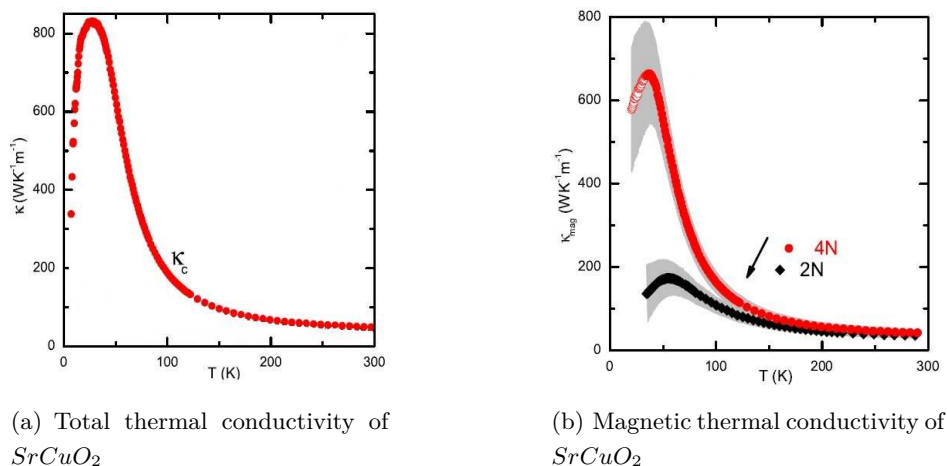 800
600
400
200
0
κ (WK⁻¹m⁻¹)
κc
0 100 200 300
T (K)
800
600
400
200
0
κmag (WK⁻¹m⁻¹)
4N
2N
0 100 200 300
T (K)
(a) Total thermal conductivity of
SrCuO₂
(b) Magnetic thermal conductivity of
SrCuO₂